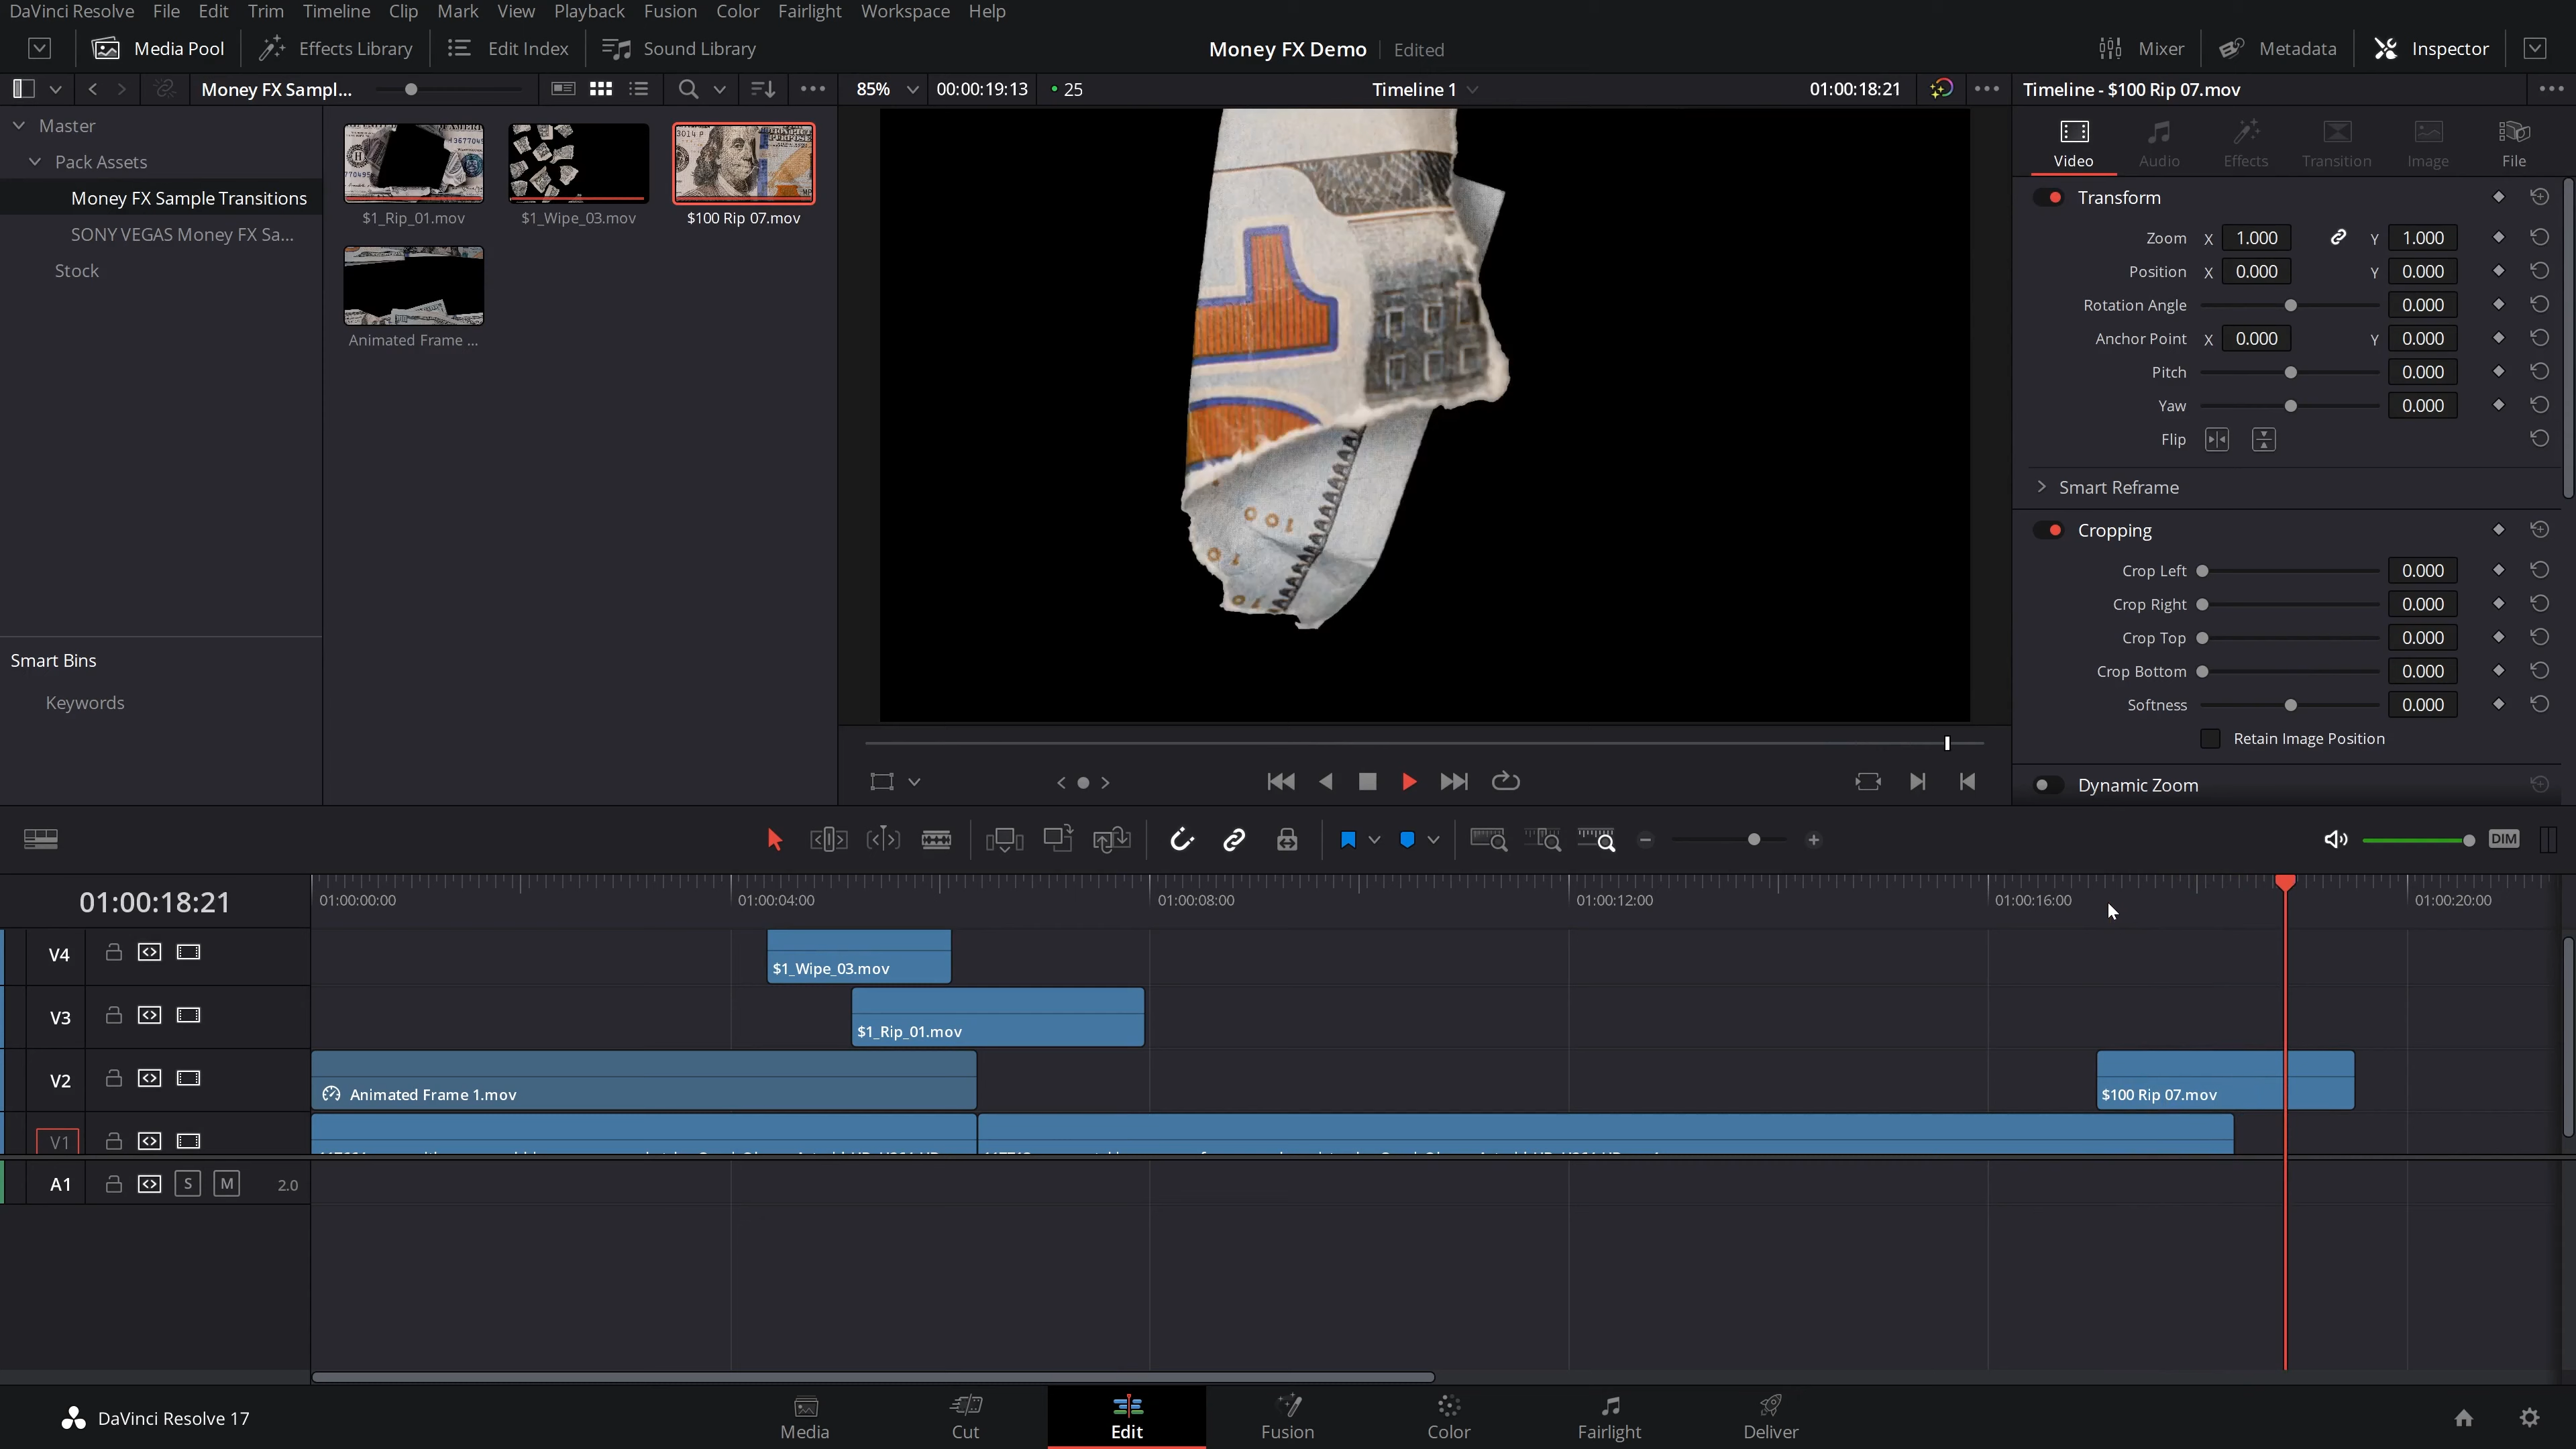 DaVinci Resolve File Edit Trim Timeline Clip Mark View Playback Fusion Color Fairlight Workspace Help
Media Pool Effects Library Edit Index Sound Library Money FX Demo Edited Mixer Metadata Inspector
Money FX Sampl... 85% 00:00:19:13 25 Timeline 1 01:00:18:21 Timeline - $100 Rip 07.mov
Master
Pack Assets
Money FX Sample Transitions
SONY VEGAS Money FX Sa...
Stock
Smart Bins
Keywords
$1_Rip_01.mov $1_Wipe_03.mov $100 Rip 07.mov
Animated Frame ...
Video Audio Effects Transition Image File
Transform
Zoom X 1.000 Y 1.000
Position X 0.000 Y 0.000
Rotation Angle 0.000
Anchor Point X 0.000 Y 0.000
Pitch 0.000
Yaw 0.000
Flip
Smart Reframe
Cropping
Crop Left 0.000
Crop Right 0.000
Crop Top 0.000
Crop Bottom 0.000
Softness 0.000
Retain Image Position
Dynamic Zoom
DIM
01:00:18:21 01:00:00:00 01:00:04:00 01:00:08:00 01:00:12:00 01:00:16:00 01:00:20:00
V4 $1_Wipe_03.mov
V3 $1_Rip_01.mov
V2 Animated Frame 1.mov $100 Rip 07.mov
V1
A1 S M 2.0
DaVinci Resolve 17 Media Cut Edit Fusion Color Fairlight Deliver